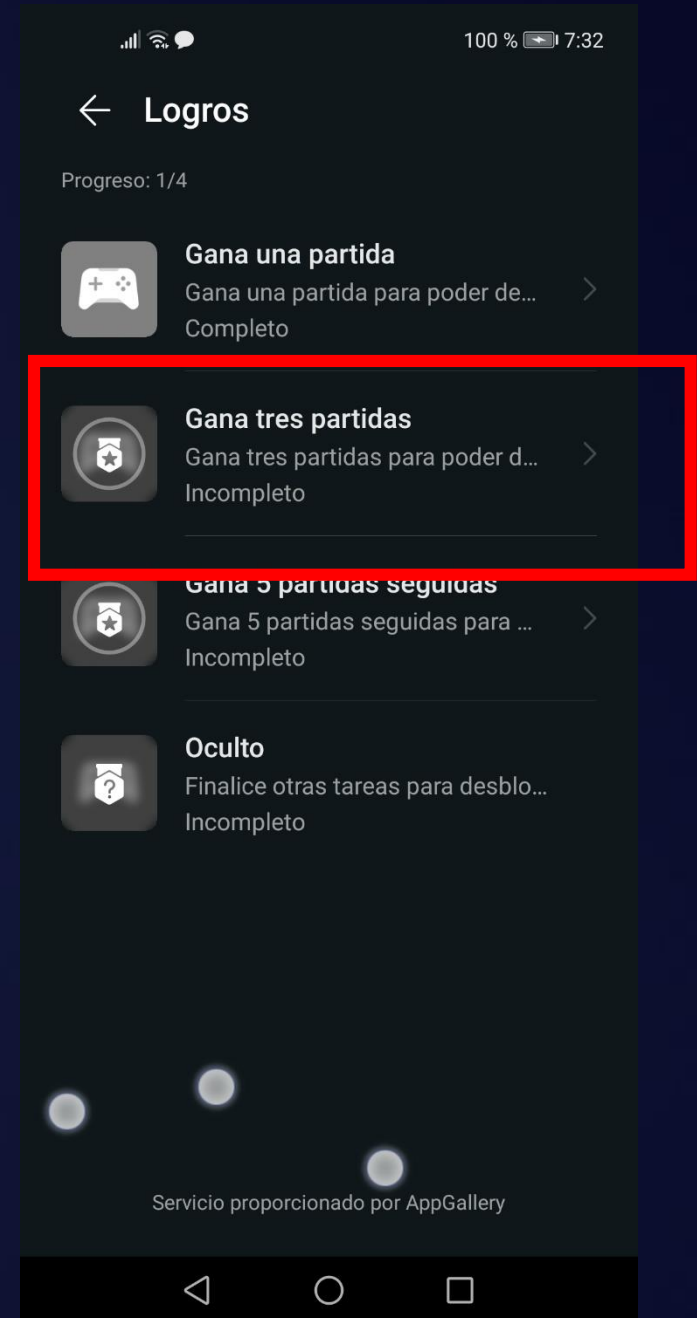 100 % 7:32
Logros
Progreso: 1/4
Gana una partida
Gana una partida para poder de...
Completo
Gana tres partidas
Gana tres partidas para poder d...
Incompleto
Gana 5 partidas seguidas
Gana 5 partidas seguidas para ...
Incompleto
Oculto
Finalice otras tareas para desblo...
Incompleto
Servicio proporcionado por AppGallery